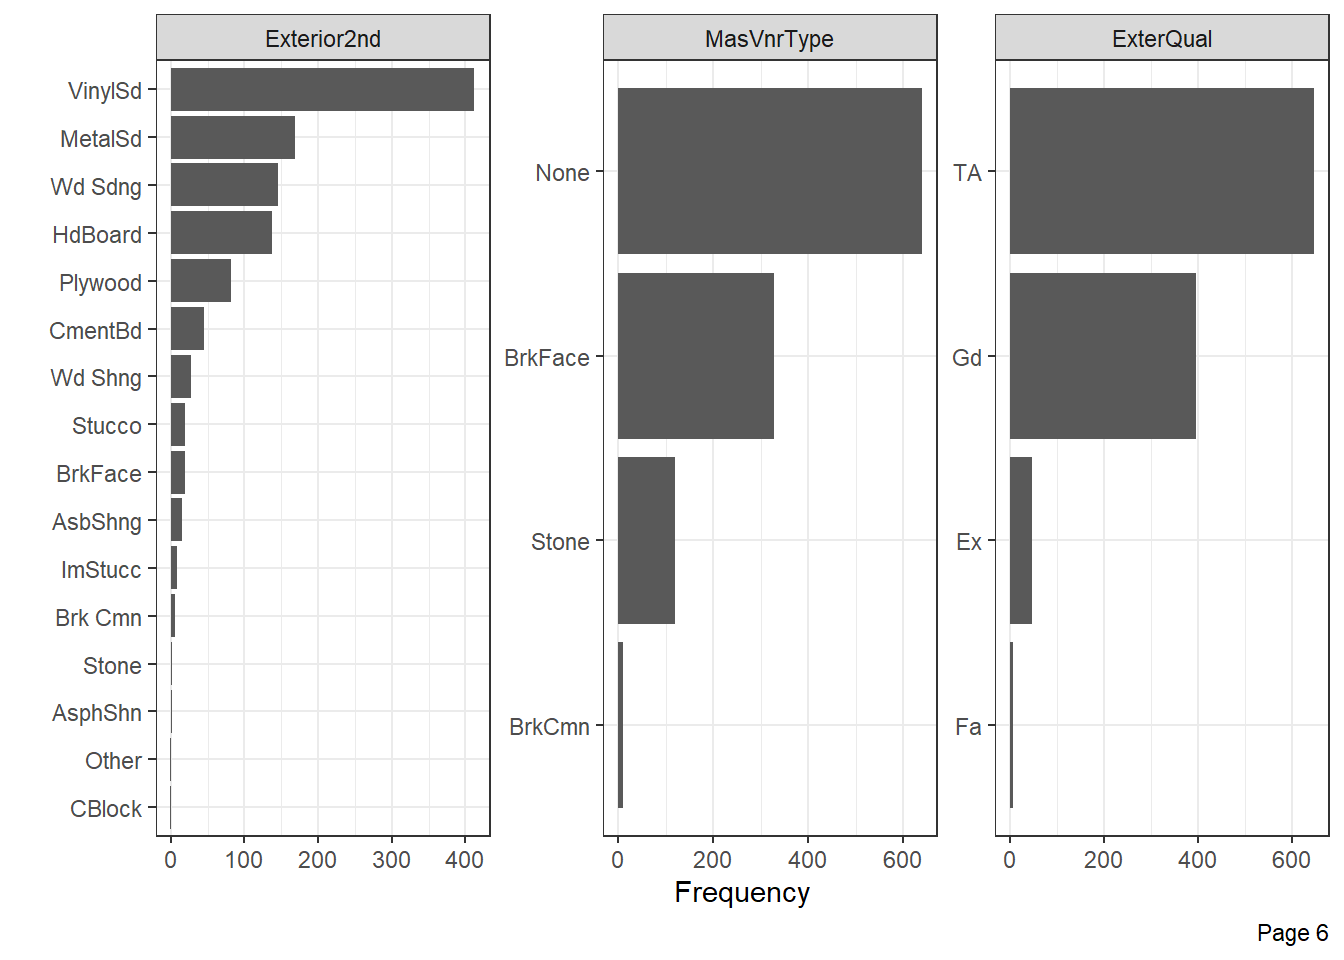 Exterior2nd
VinylSd
MetalSd
Wd Sdng
HdBoard
Plywood
CmentBd
Wd Shng
Stucco
BrkFace
AsbShng
ImStucc
Brk Cmn
Stone
AsphShn
Other
CBlock
0 100 200 300 400
MasVnrType
None
BrkFace
Stone
BrkCmn
0 200 400 600
ExterQual
TA
Gd
Ex
Fa
0 200 400 600
Frequency
Page 6